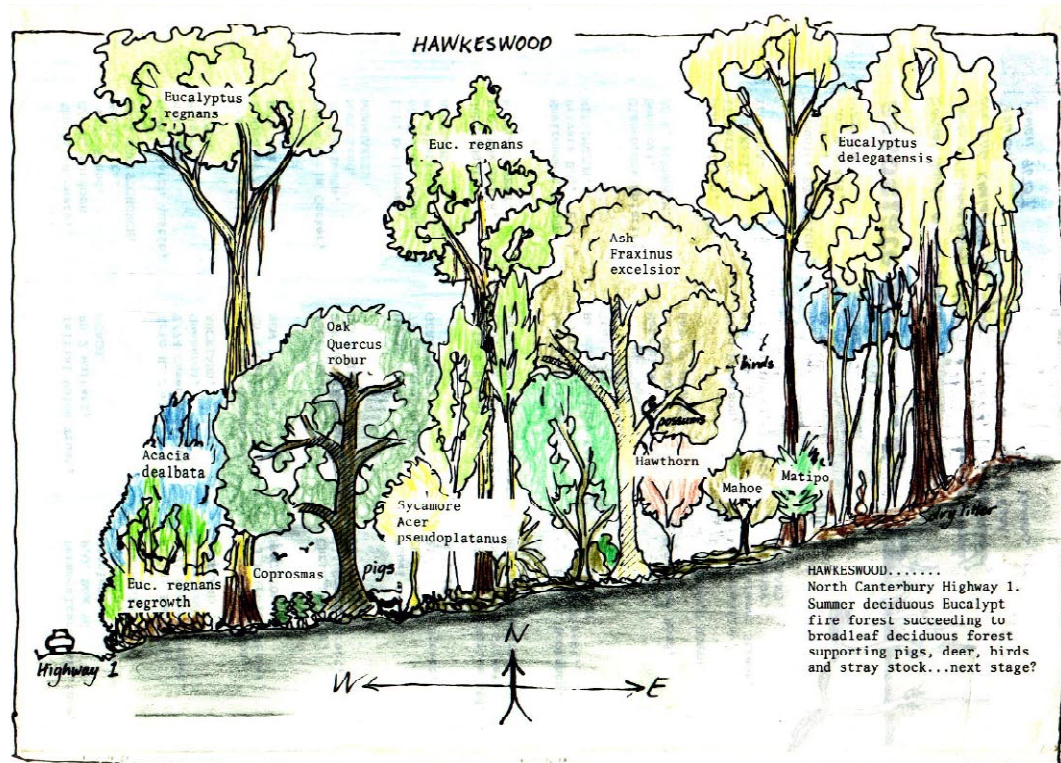 HAWKESWOOD
Eucalyptus
regnans
Euc. regnans
Eucalyptus
delegatensis
Ash
Fraxinus
excelsior
Oak
Quercus
robur
birds
possums
Acacia
dealbata
Hawthorn
Mahoe
Matipo
Sycamore
Acer
pseudoplatanus
dry litter
Euc. regnans
regrowth
Coprosmas
pigs
Highway 1
HAWKESWOOD.......
North Canterbury Highway 1.
Summer deciduous Eucalypt
fire forest succeeding to
broadleaf deciduous forest
supporting pigs, deer, birds
and stray stock...next stage?
N
W
E